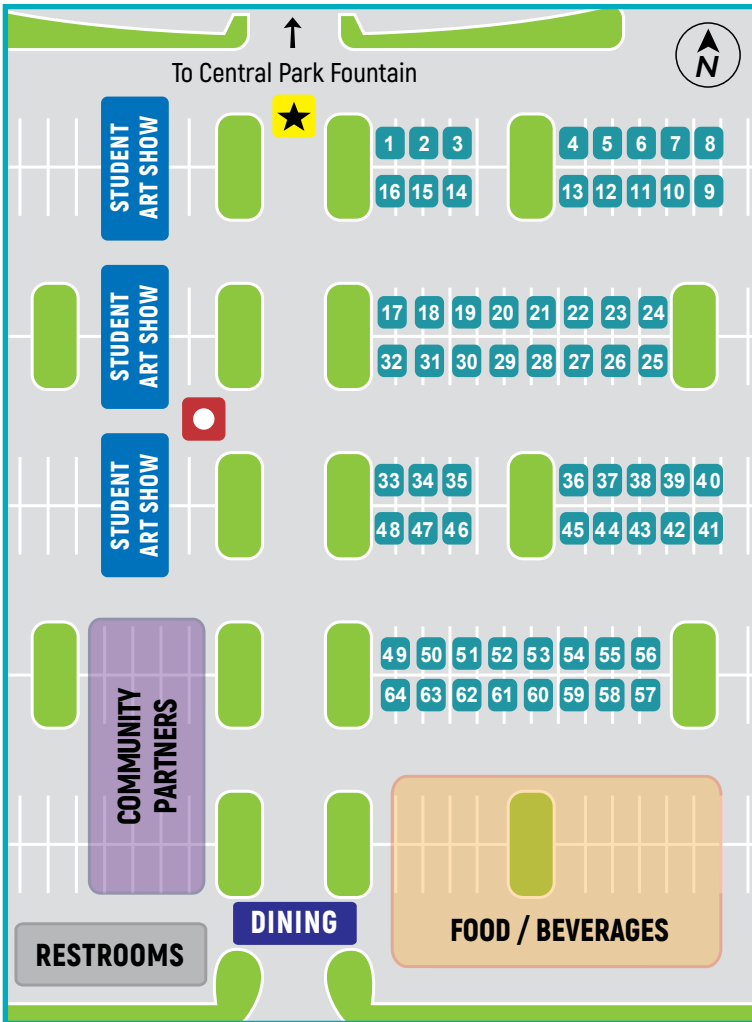 To Central Park Fountain
N
STUDENT
ART SHOW
1 2 3 4 5 6 7 8
16 15 14 13 12 11 10 9
STUDENT
ART SHOW
17 18 19 20 21 22 23 24
32 31 30 29 28 27 26 25
STUDENT
ART SHOW
33 34 35 36 37 38 39 40
48 47 46 45 44 43 42 41
COMMUNITY
PARTNERS
49 50 51 52 53 54 55 56
64 63 62 61 60 59 58 57
DINING
FOOD / BEVERAGES
RESTROOMS